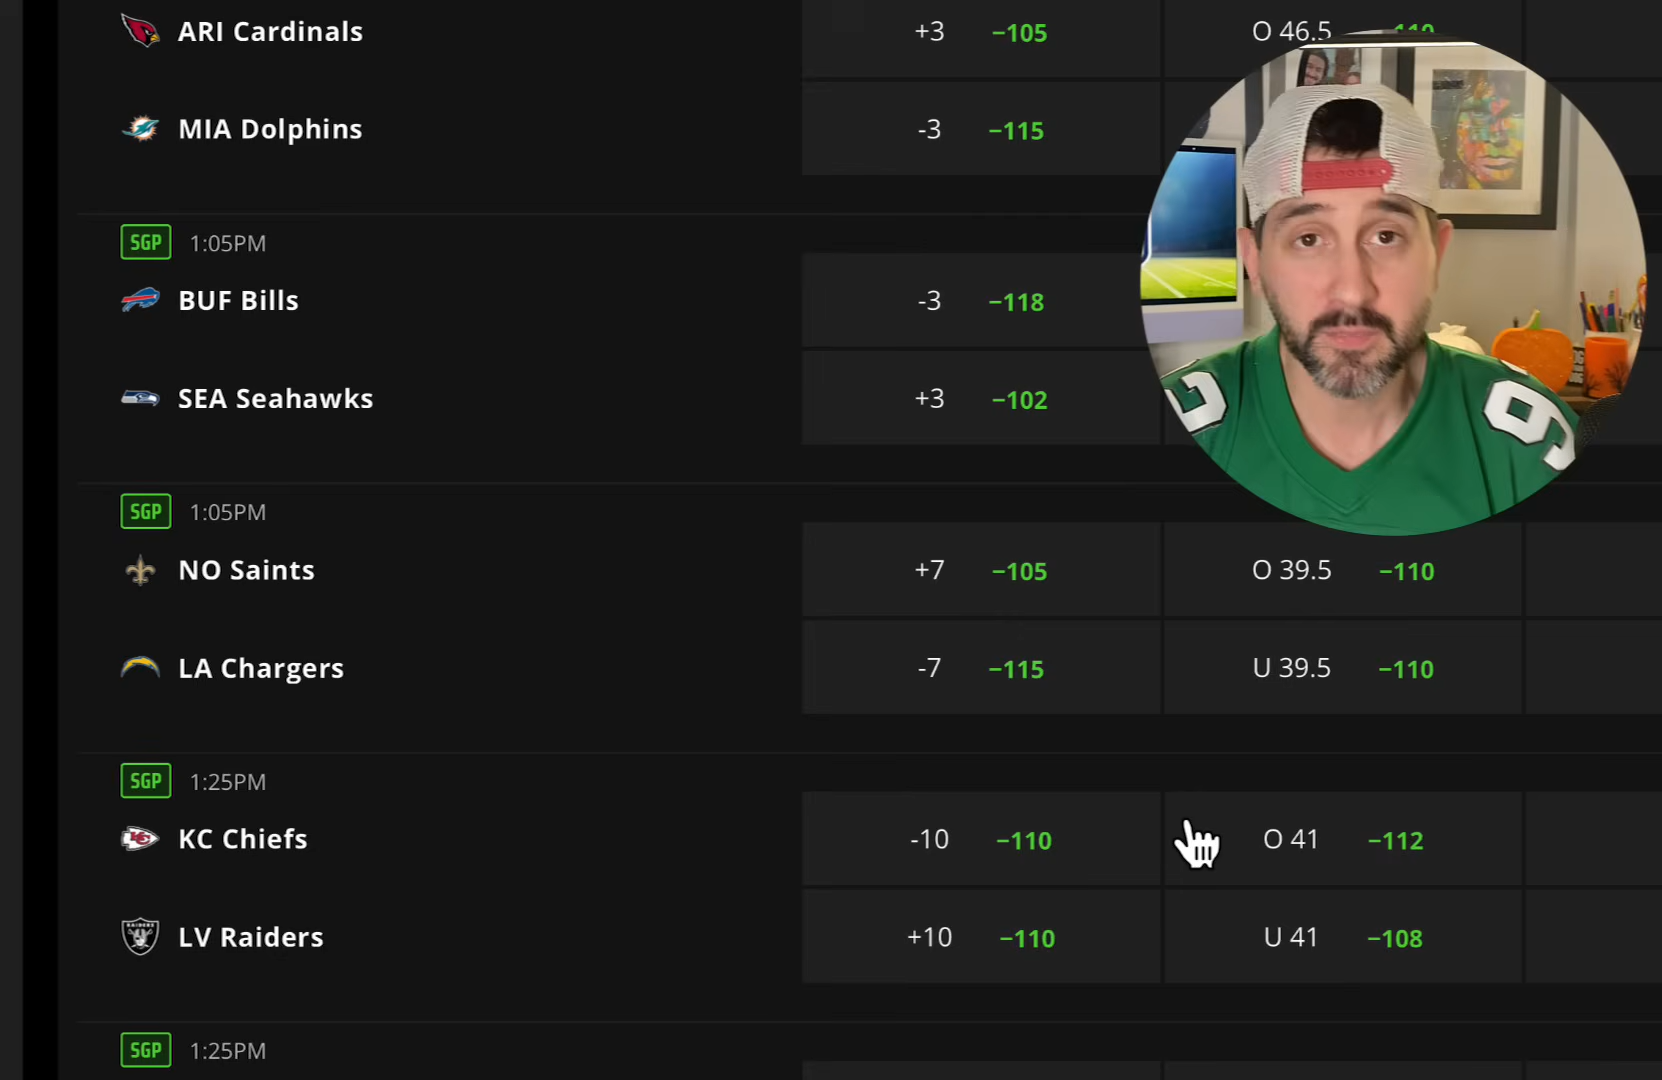 ARI Cardinals +3 −105 O 46.5 −110
MIA Dolphins -3 −115
SGP 1:05PM
BUF Bills -3 −118
SEA Seahawks +3 −102
SGP 1:05PM
NO Saints +7 −105 O 39.5 −110
LA Chargers -7 −115 U 39.5 −110
SGP 1:25PM
KC Chiefs -10 −110 O 41 −112
LV Raiders +10 −110 U 41 −108
SGP 1:25PM